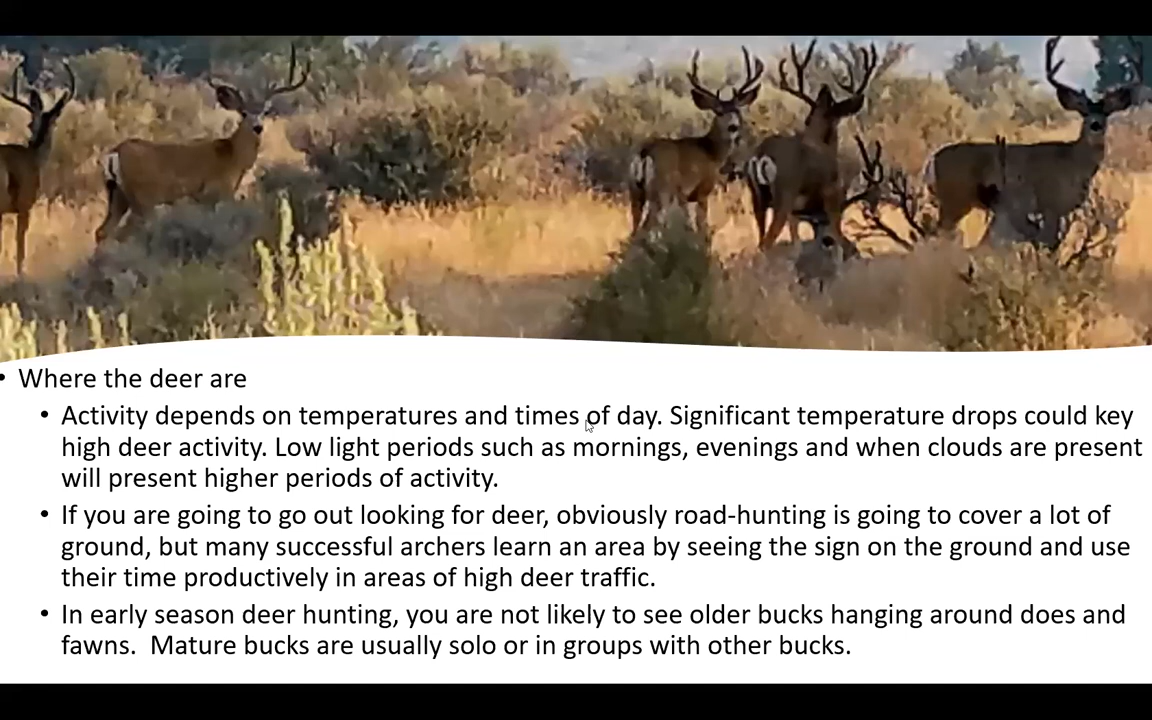 • Where the deer are
• Activity depends on temperatures and times of day. Significant temperature drops could key
high deer activity. Low light periods such as mornings, evenings and when clouds are present
will present higher periods of activity.
• If you are going to go out looking for deer, obviously road-hunting is going to cover a lot of
ground, but many successful archers learn an area by seeing the sign on the ground and use
their time productively in areas of high deer traffic.
• In early season deer hunting, you are not likely to see older bucks hanging around does and
fawns.  Mature bucks are usually solo or in groups with other bucks.